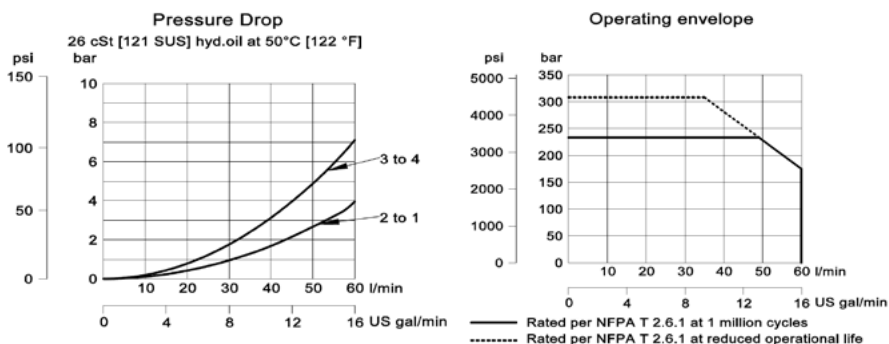 Pressure Drop
26 cSt [121 SUS] hyd.oil at 50°C [122 °F]
psi
bar
150
100
50
0
10
8
6
4
2
0
3 to 4
2 to 1
10 20 30 40 50 60 l/min
0 4 8 12 16 US gal/min
Operating envelope
psi
bar
5000
4000
3000
2000
1000
0
350
300
250
200
150
100
50
0
10 20 30 40 50 60 l/min
0 4 8 12 16 US gal/min
Rated per NFPA T 2.6.1 at 1 million cycles
Rated per NFPA T 2.6.1 at reduced operational life